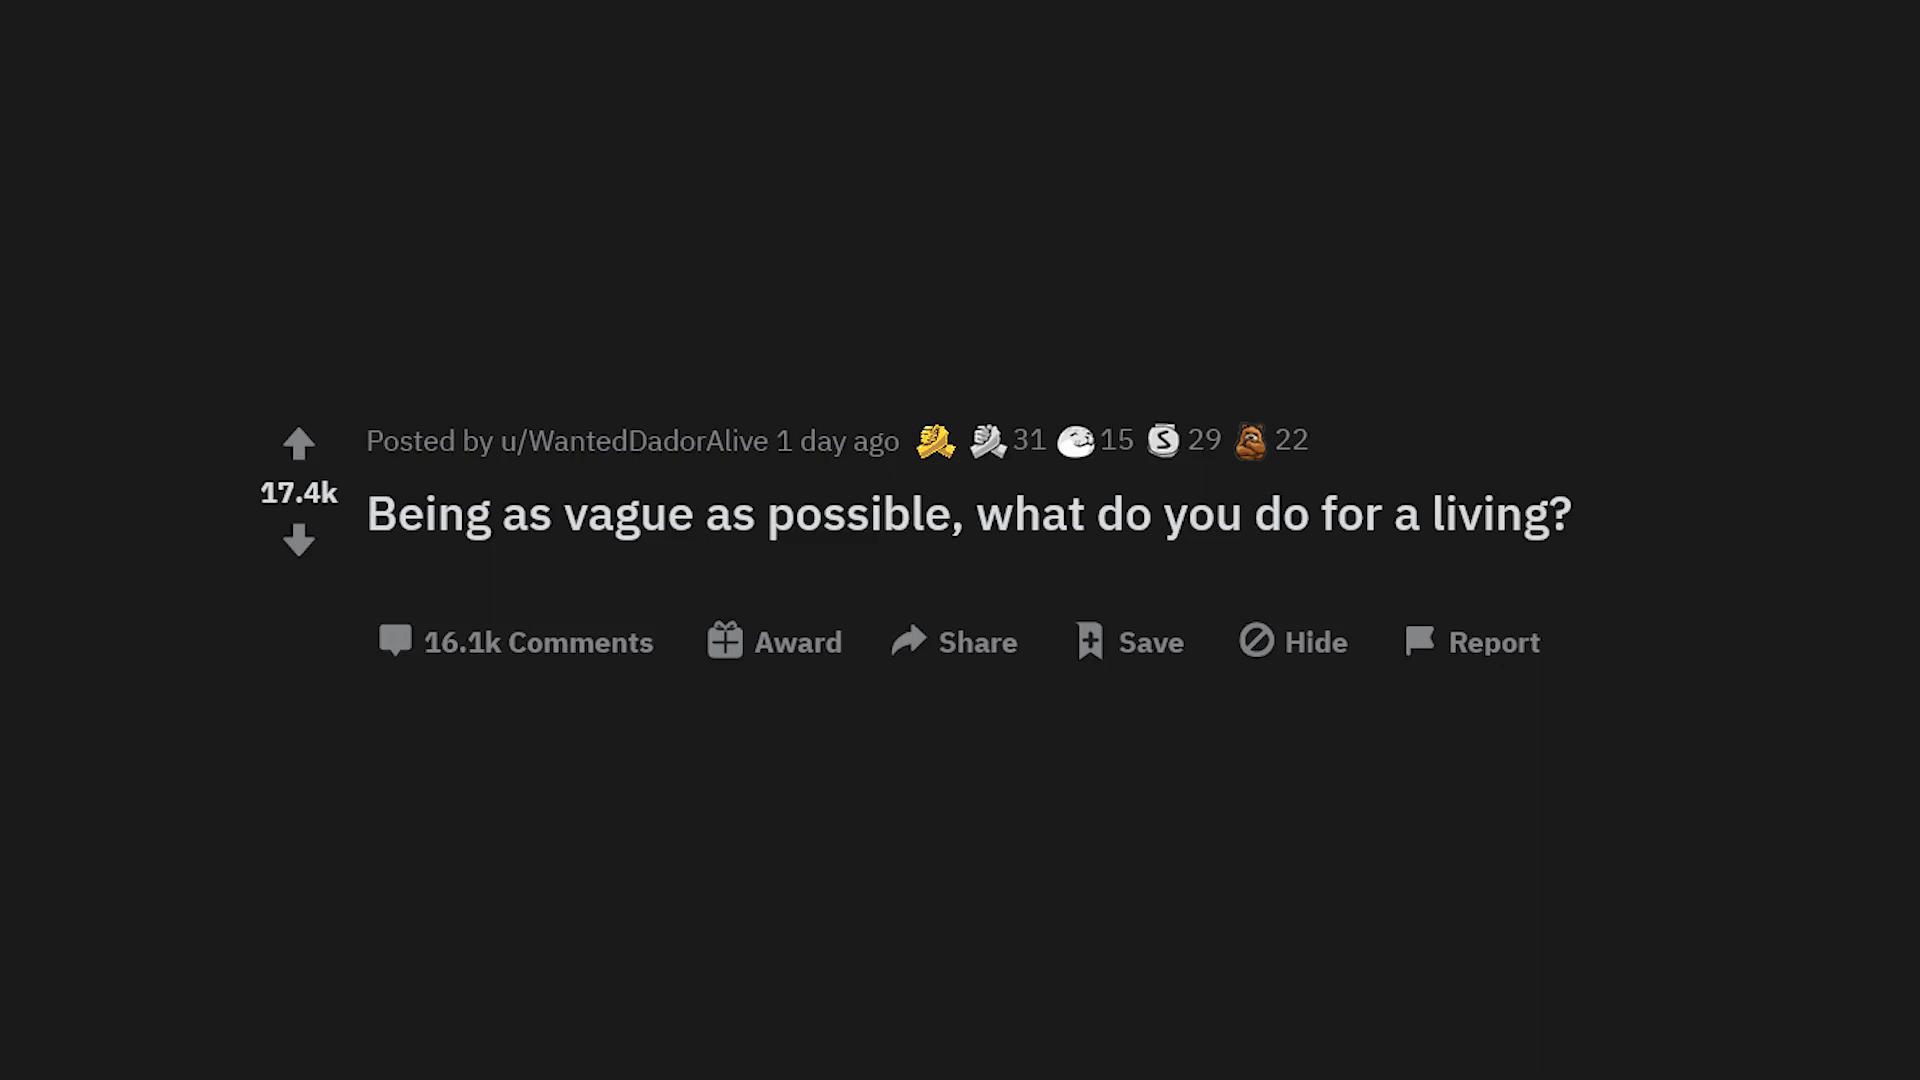 Posted by u/WantedDadorAlive 1 day ago 31 15 S 29 22
17.4k
Being as vague as possible, what do you do for a living?
16.1k Comments Award Share Save Hide Report